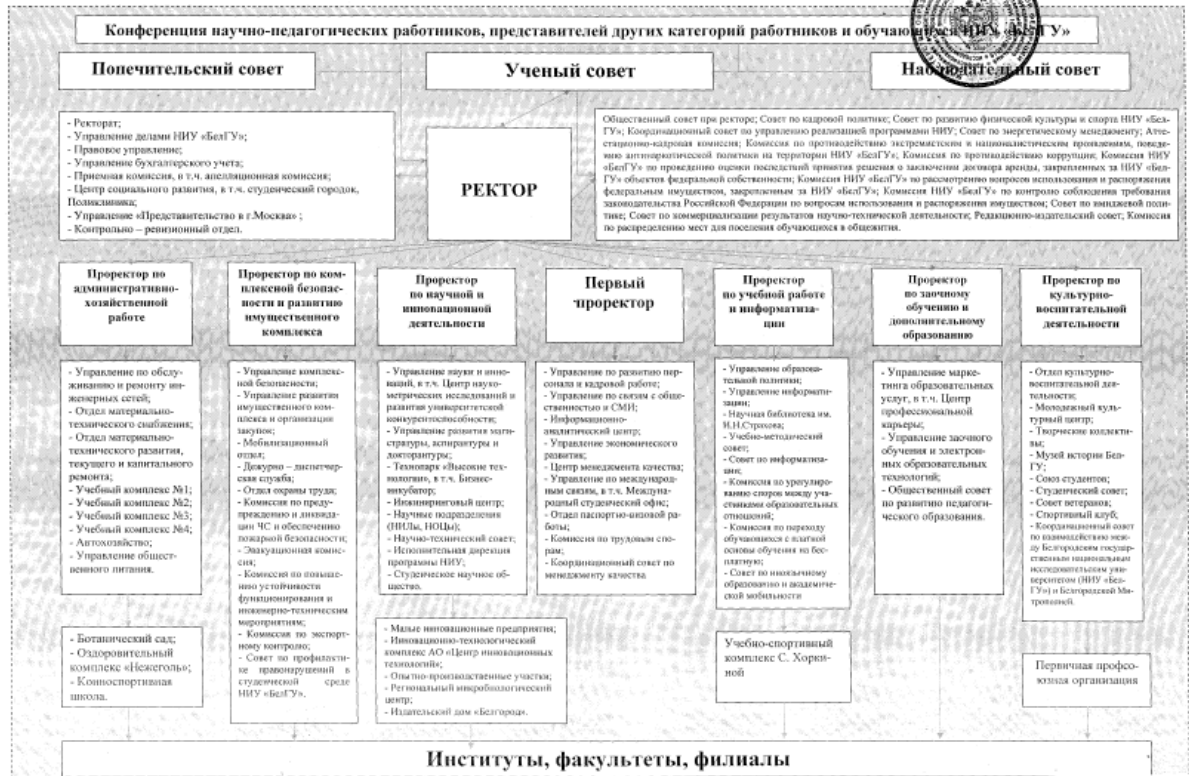 Конференция научно-педагогических работников, представителей других категорий работников и обучающихся НИУ «БелГУ»
Попечительский совет
Ученый совет
Наблюдательный совет
- Ректорат;
- Управление делами НИУ «БелГУ»;
- Правовое управление;
- Управление бухгалтерского учета;
- Приемная комиссия, в т.ч. апелляционная комиссия;
- Центр социального развития, в т.ч. студенческий городок,
Поликлиника;
- Управление «Представительство в г.Москва» ;
- Контрольно – ревизионный отдел.
РЕКТОР
Общественный совет при ректоре; Совет по кадровой политике; Совет по развитию физической культуры и спорта НИУ «Бел-
ГУ»; Координационный совет по управлению реализацией программами НИУ; Совет по энергетическому менеджменту; Атте-
стационно-кадровая комиссия; Комиссия по противодействию экстремистским и националистическим проявлениям, поведе-
нию антинаркотической политики на территории НИУ «БелГУ»; Комиссия по противодействию коррупции; Комиссия НИУ
«БелГУ» по проведению оценки последствий принятия решения о заключении договора аренды, закрепленных за НИУ «Бел-
ГУ» объектов федеральной собственности; Комиссия НИУ «БелГУ» по рассмотрению вопросов использования и распоряжения
федеральным имуществом, закрепленным за НИУ «БелГУ»; Комиссия НИУ «БелГУ» по контролю соблюдения требования
законодательства Российской Федерации по вопросам использования и распоряжения имуществом; Совет по имиджевой поли-
тике; Совет по коммерциализации результатов научно-технической деятельности; Редакционно-издательский совет; Комиссия
по распределению мест для поселения обучающихся в общежития.
Проректор по
административно-
хозяйственной
работе
Проректор по ком-
плексной безопас-
ности и развитию
имущественного
комплекса
Проректор
по научной и
инновационной
деятельности
Первый
проректор
Проректор
по учебной работе
и информатиза-
ции
Проректор
по заочному
обучению и
дополнительному
образованию
Проректор по
культурно-
воспитательной
деятельности
- Управление по обслу-
живанию и ремонту ин-
женерных сетей;
- Отдел материально-
технического снабжения;
- Отдел материально-
технического развития,
текущего и капитального
ремонта;
- Учебный комплекс №1;
- Учебный комплекс №2;
- Учебный комплекс №3;
- Учебный комплекс №4;
- Автохозяйство;
- Управление общест-
венного питания.
- Управление комплекс-
ной безопасности;
- Управление развития
имущественного ком-
плекса и организации
закупок;
- Мобилизационный
отдел;
- Дежурно – диспетчер-
ская служба;
- Отдел охраны труда;
- Комиссия по преду-
преждению и ликвида-
ции ЧС и обеспечению
пожарной безопасности;
- Эвакуационная комис-
сия;
- Комиссия по повыше-
нию устойчивости
функционирования и
инженерно-техническим
мероприятиям;
- Комиссия по экспорт-
ному контролю;
- Совет по профилакти-
ке правонарушений в
студенческой среде
НИУ «БелГУ».
- Управление науки и инно-
ваций, в т.ч. Центр науко-
метрических исследований и
развития университетской
конкурентоспособности;
- Управление развития маги-
стратуры, аспирантуры и
докторантуры;
- Технопарк «Высокие тех-
нологии», в т.ч. Бизнес-
инкубатор;
- Инжиниринговый центр;
- Научные подразделения
(НИЛы, НОЦы);
- Научно-технический совет;
- Исполнительная дирекция
программы НИУ;
- Студенческое научное об-
щество.
- Управление по развитию пер-
сонала и кадровой работе;
- Управление по связям с обще-
ственностью и СМИ;
- Информационно-
аналитический центр;
- Управление экономического
развития;
- Центр менеджмента качества;
- Управление по международ-
ным связям, в т.ч. Междуна-
родный студенческий офис;
- Отдел паспортно-визовой ра-
боты;
- Комиссия по трудовым спо-
рам;
- Координационный совет по
менеджменту качества
- Управление образова-
тельной политики;
- Управление информати-
зации;
- Научная библиотека им.
Н.Н.Страхова;
- Учебно-методический
совет;
- Совет по информатиза-
ции;
- Комиссия по урегулиро-
ванию споров между уча-
стниками образовательных
отношений;
- Комиссия по переходу
обучающихся с платной
основы обучения на бес-
платную;
- Совет по иноязычному
образованию и академиче-
ской мобильности
- Управление марке-
тинга образовательных
услуг, в т.ч. Центр
профессиональной
карьеры;
- Управление заочного
обучения и электрон-
ных образовательных
технологий;
- Общественный совет
по развитию педагоги-
ческого образования.
- Отдел культурно-
воспитательной дея-
тельности;
- Молодежный куль-
турный центр;
- Творческие коллекти-
вы;
- Музей истории Бел-
ГУ;
- Союз студентов;
- Студенческий совет;
- Совет ветеранов;
- Спортивный клуб;
- Координационный совет
по взаимодействию меж-
ду Белгородским государ-
ственным национальным
исследовательским уни-
верситетом (НИУ «Бел-
ГУ») и Белгородской Ми-
трополией.
- Ботанический сад;
- Оздоровительный
комплекс «Нежеголь»;
- Конноспортивная
школа.
- Малые инновационные предприятия;
- Инновационно-технологический
комплекс АО «Центр инновационных
технологий»;
- Опытно-производственные участки;
- Региональный микробиологический
центр;
- Издательский дом «Белгород».
Учебно-спортивный
комплекс С. Хорки-
ной
Первичная профсо-
юзная организация
Институты, факультеты, филиалы